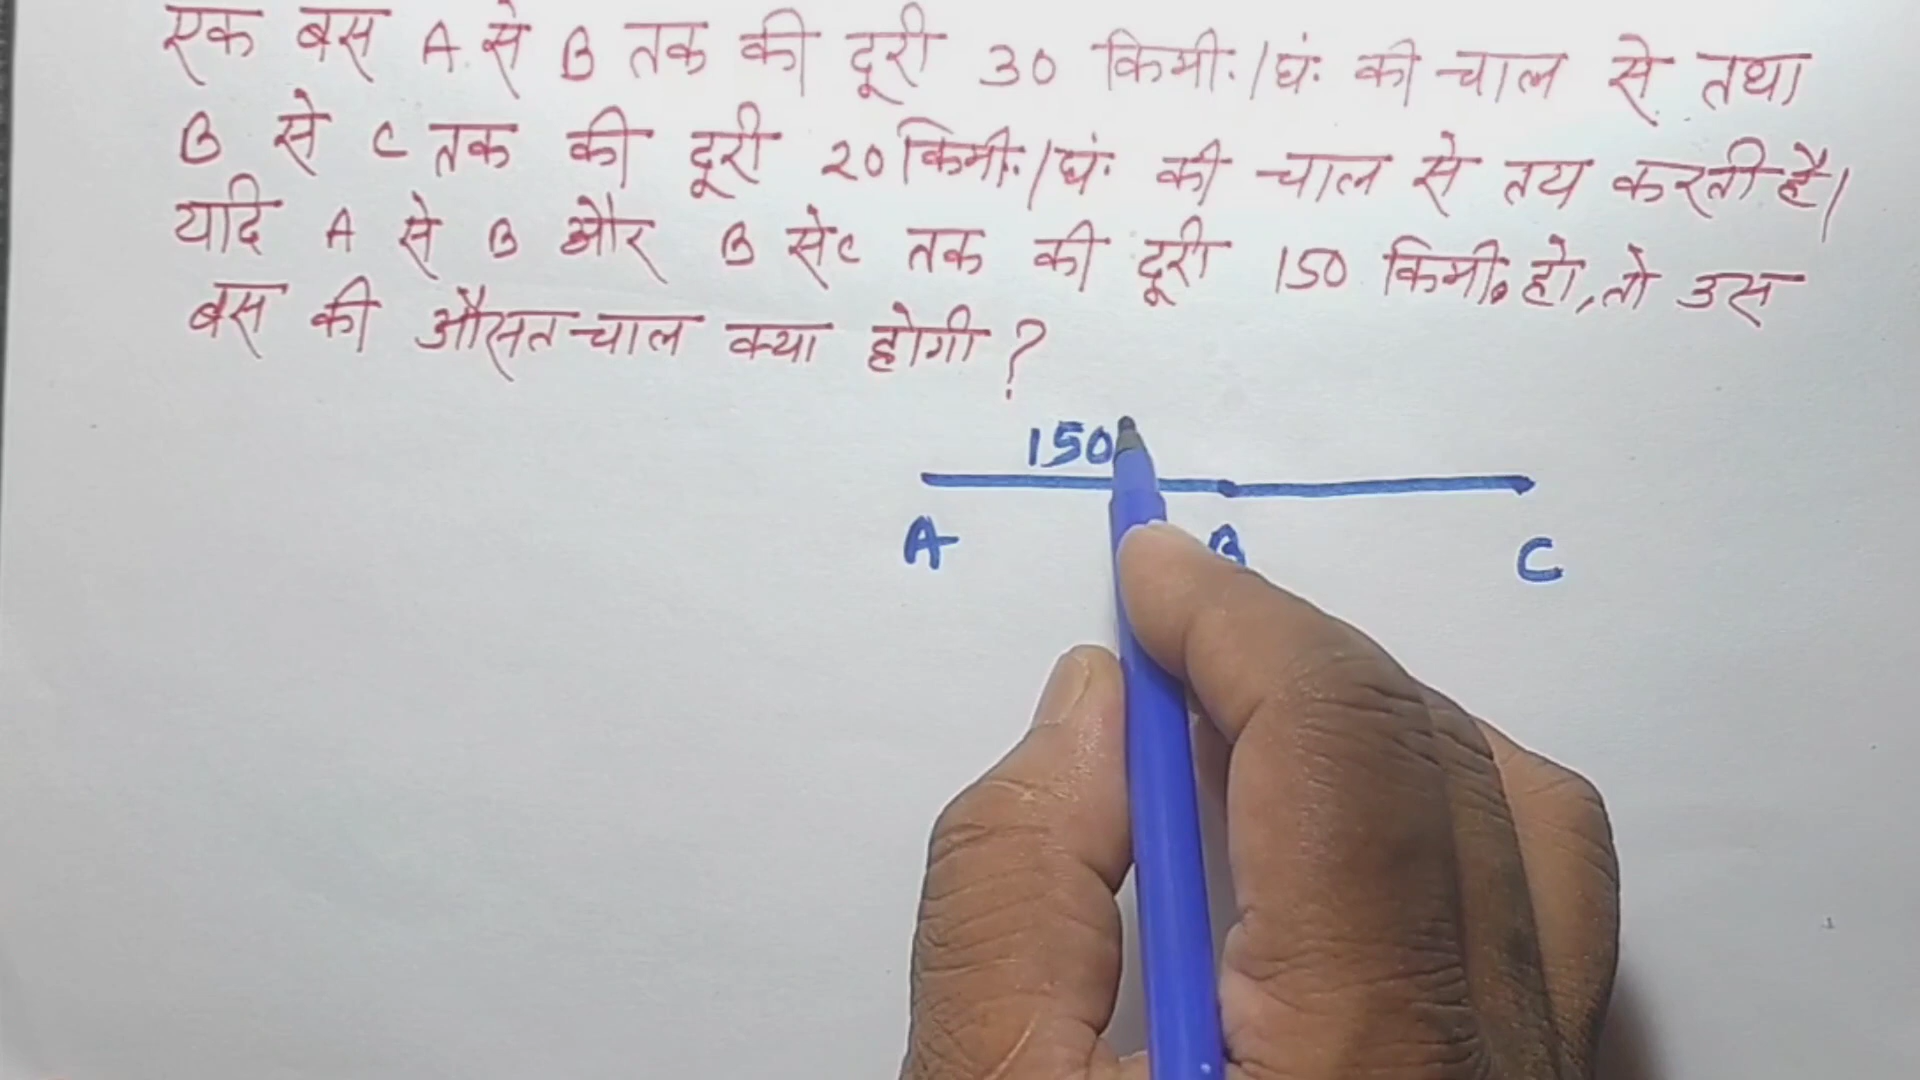 एक बस A से B तक की दूरी 30 किमी./घं. की चाल से तथा
B से C तक की दूरी 20 किमी./घं. की चाल से तय करती है।
यदि A से B और B से C तक की दूरी 150 किमी. हो, तो उस
बस की औसत चाल क्या होगी ?
150
A B C